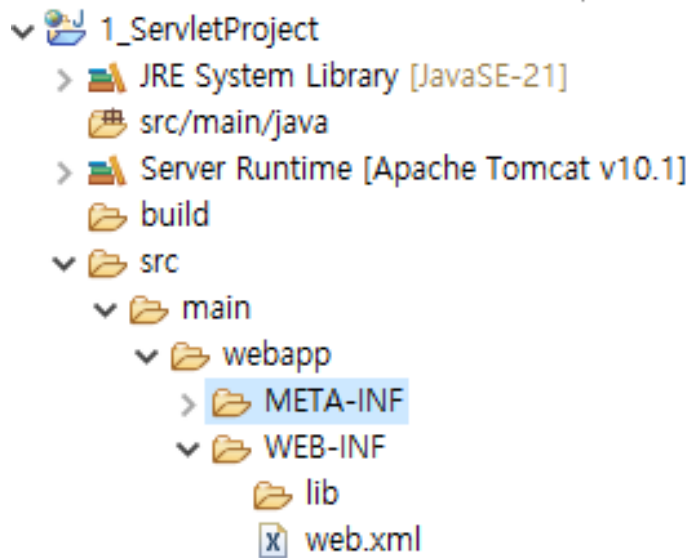 1_ServletProject
JRE System Library [JavaSE-21]
src/main/java
Server Runtime [Apache Tomcat v10.1]
build
src
main
webapp
META-INF
WEB-INF
lib
web.xml